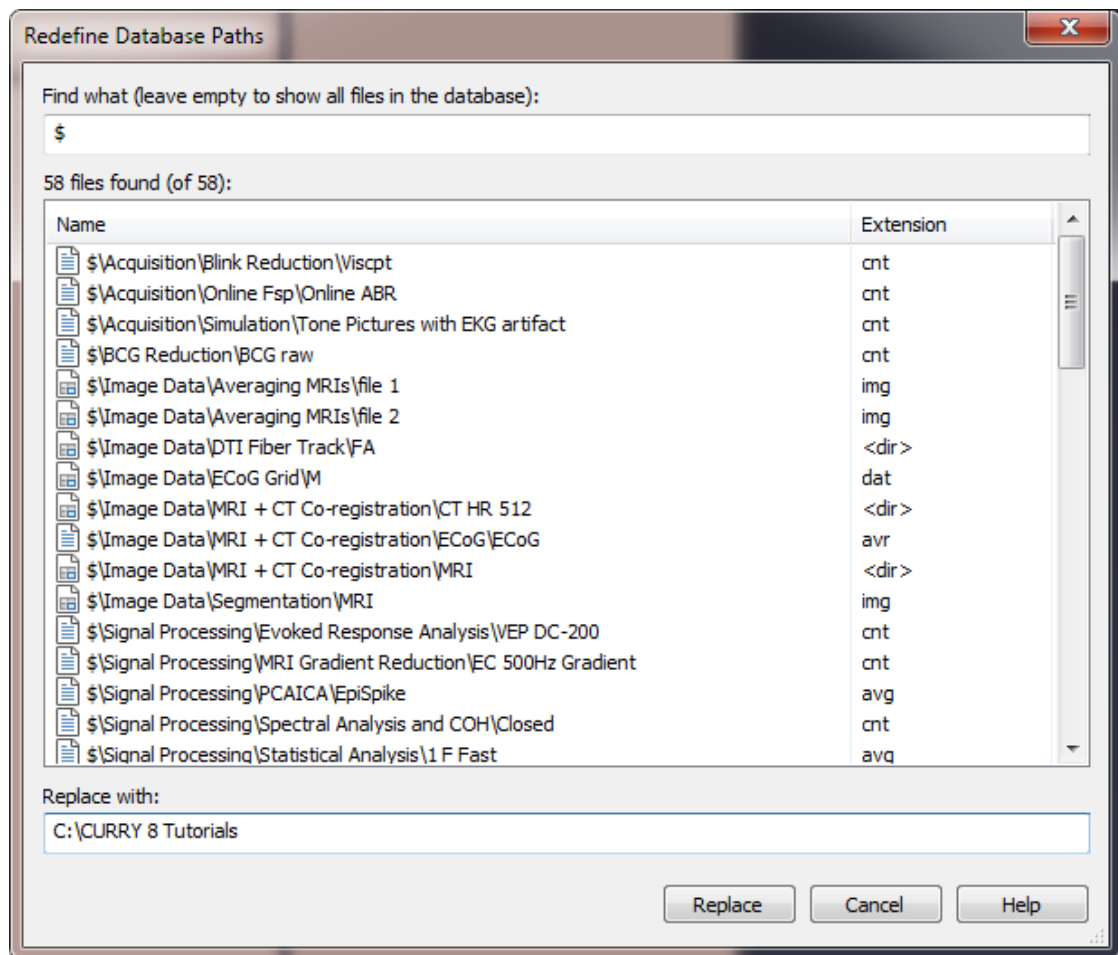 Redefine Database Paths
Find what (leave empty to show all files in the database):
$
58 files found (of 58):
Name Extension
$\Acquisition\Blink Reduction\Viscpt cnt
$\Acquisition\Online Fsp\Online ABR cnt
$\Acquisition\Simulation\Tone Pictures with EKG artifact cnt
$\BCG Reduction\BCG raw cnt
$\Image Data\Averaging MRIs\file 1 img
$\Image Data\Averaging MRIs\file 2 img
$\Image Data\DTI Fiber Track\FA <dir>
$\Image Data\ECoG Grid\M dat
$\Image Data\MRI + CT Co-registration\CT HR 512 <dir>
$\Image Data\MRI + CT Co-registration\ECoG\ECoG avr
$\Image Data\MRI + CT Co-registration\MRI <dir>
$\Image Data\Segmentation\MRI img
$\Signal Processing\Evoked Response Analysis\VEP DC-200 cnt
$\Signal Processing\MRI Gradient Reduction\EC 500Hz Gradient cnt
$\Signal Processing\PCAICA\EpiSpike avg
$\Signal Processing\Spectral Analysis and COH\Closed cnt
$\Signal Processing\Statistical Analysis\1 F Fast avg
Replace with:
C:\CURRY 8 Tutorials
Replace Cancel Help